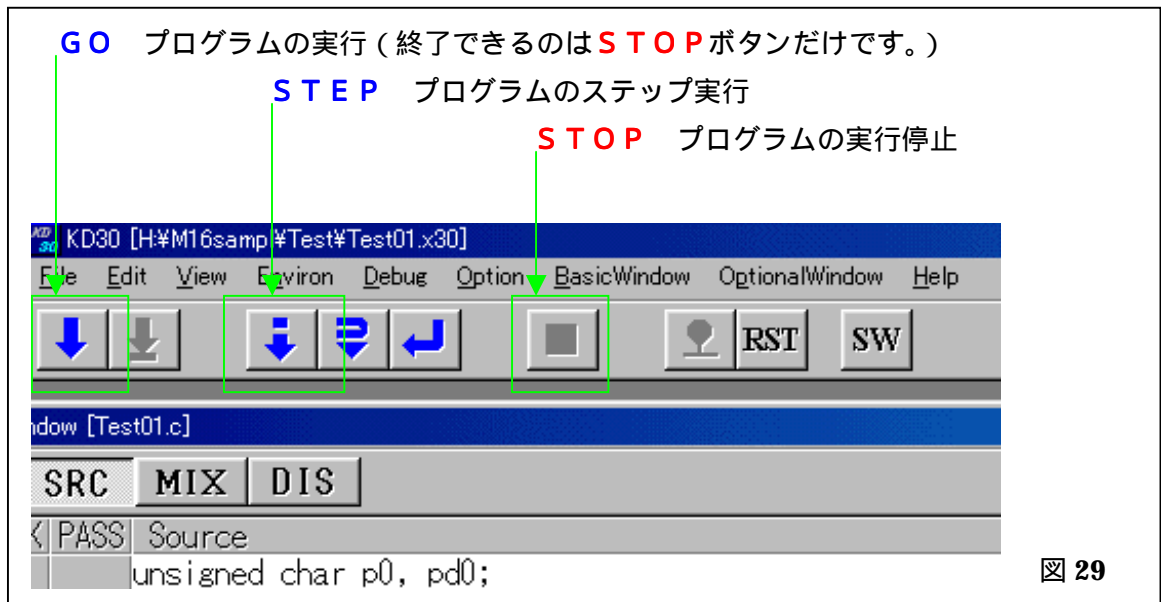 ＧＯ　プログラムの実行 ( 終了できるのはＳＴＯＰボタンだけです。)
ＳＴＥＰ　プログラムのステップ実行
ＳＴＯＰ　プログラムの実行停止
KD30 [H:¥M16sampl¥Test¥Test01.x30]
File Edit View Environ Debug Option BasicWindow OptionalWindow Help
RST SW
ndow [Test01.c]
SRC MIX DIS
PASS Source
unsigned char p0, pd0;
図 29